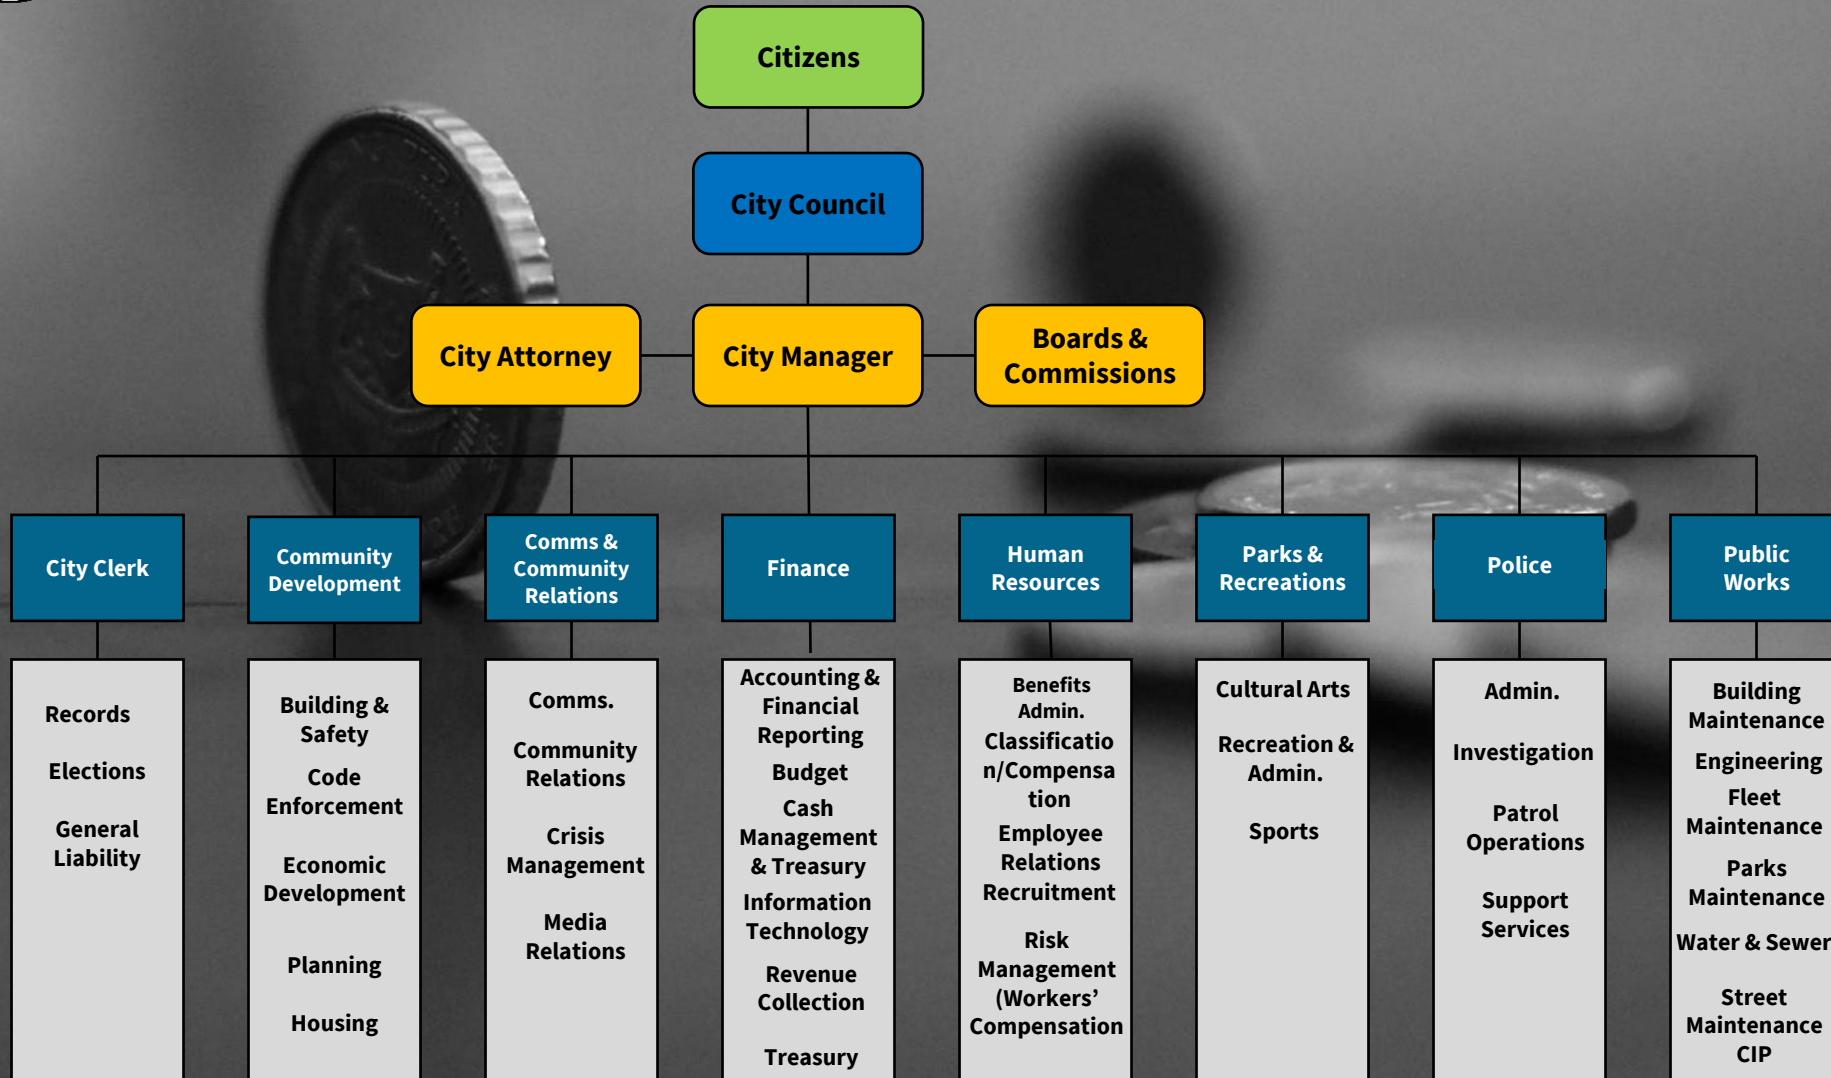 Citizens
City Council
City Attorney
City Manager
Boards &
Commissions
City Clerk
Community
Development
Comms &
Community
Relations
Finance
Human
Resources
Parks &
Recreations
Police
Public
Works
Records
Elections
General
Liability
Building &
Safety
Code
Enforcement
Economic
Development
Planning
Housing
Comms.
Community
Relations
Crisis
Management
Media
Relations
Accounting &
Financial
Reporting
Budget
Cash
Management
& Treasury
Information
Technology
Revenue
Collection
Treasury
Benefits
Admin.
Classificatio
n/Compensa
tion
Employee
Relations
Recruitment
Risk
Management
(Workers’
Compensation
Cultural Arts
Recreation &
Admin.
Sports
Admin.
Investigation
Patrol
Operations
Support
Services
Building
Maintenance
Engineering
Fleet
Maintenance
Parks
Maintenance
Water & Sewer
Street
Maintenance
CIP